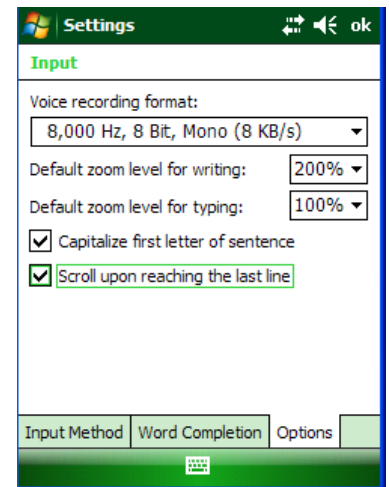 Settings ok
Input
Voice recording format:
8,000 Hz, 8 Bit, Mono (8 KB/s)
Default zoom level for writing: 200%
Default zoom level for typing: 100%
Capitalize first letter of sentence
Scroll upon reaching the last line
Input Method Word Completion Options